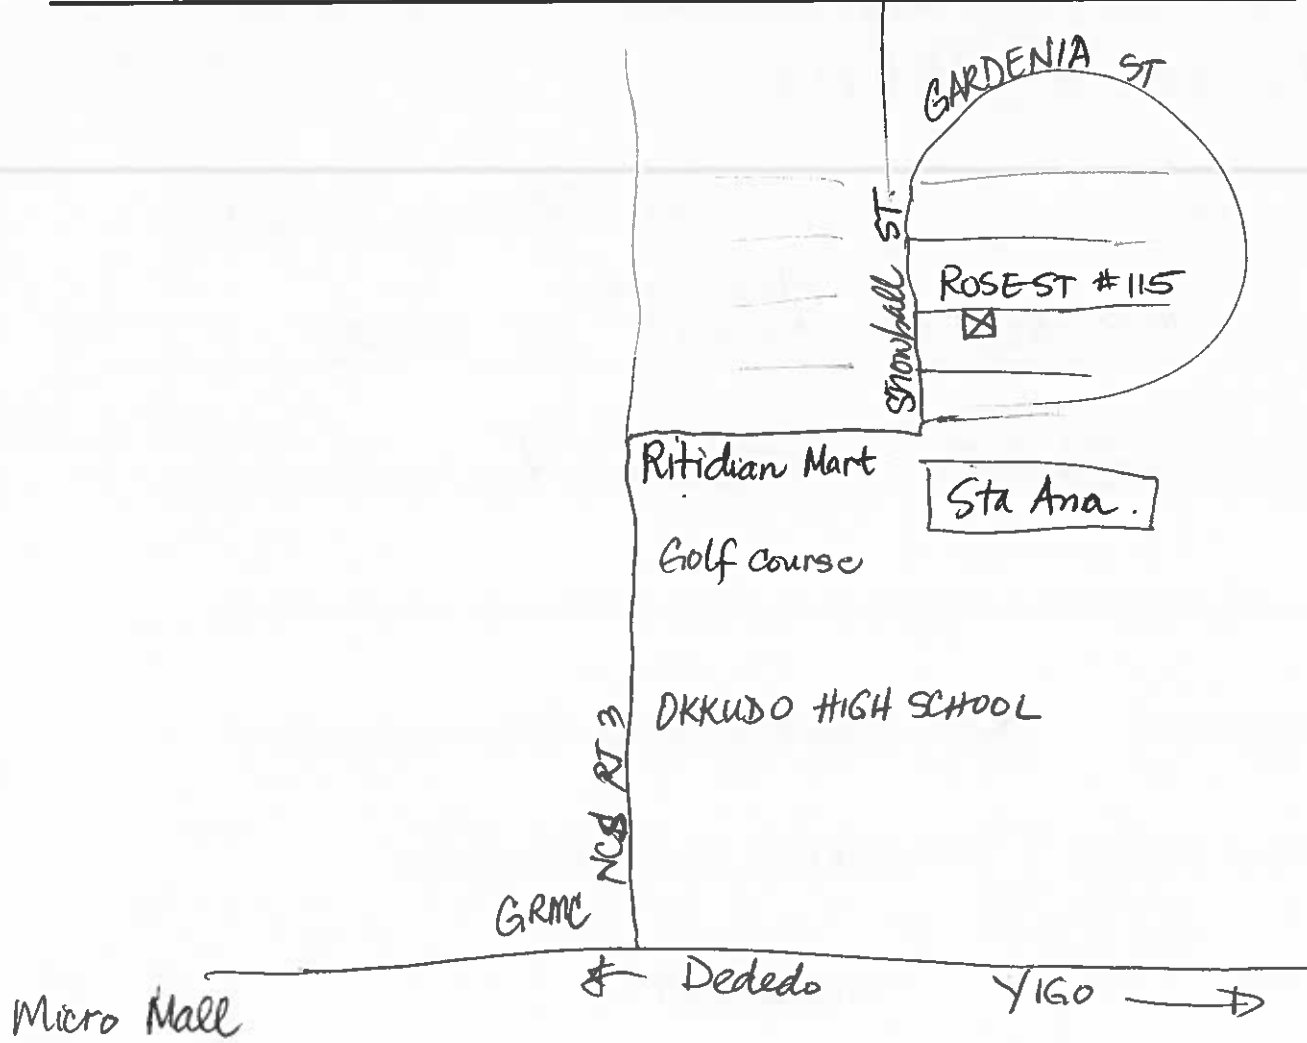 GARDENIA ST
Snowball ST.
ROSE ST #115
Ritidian Mart
Sta Ana.
Golf course
OKKUDO HIGH SCHOOL
NCS RT 3
GRMC
Dededo
YIGO
Micro Mall